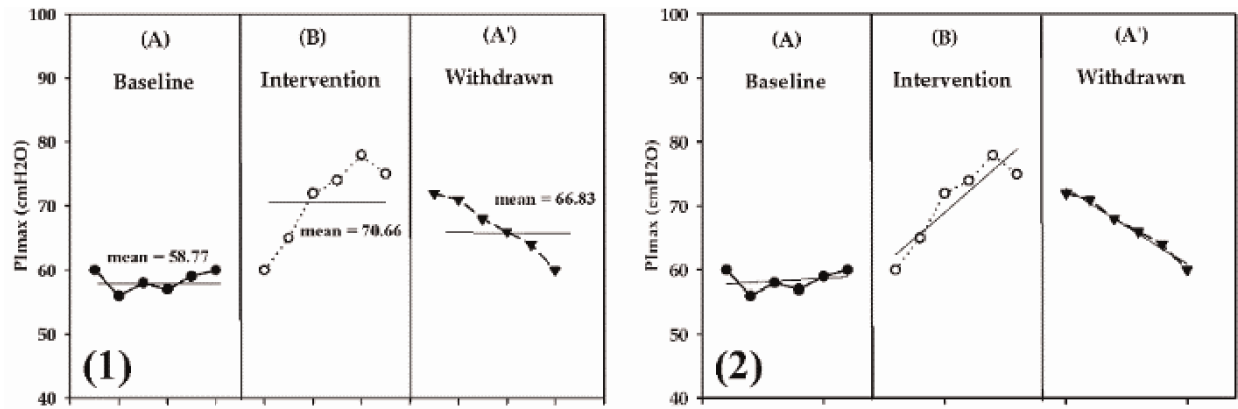 100
90
80
70
60
50
40
PImax (cmH2O)
(A)
Baseline
(B)
Intervention
(A')
Withdrawn
mean = 58.77
mean = 70.66
mean = 66.83
(1)
100
90
80
70
60
50
40
PImax (cmH2O)
(A)
Baseline
(B)
Intervention
(A')
Withdrawn
(2)